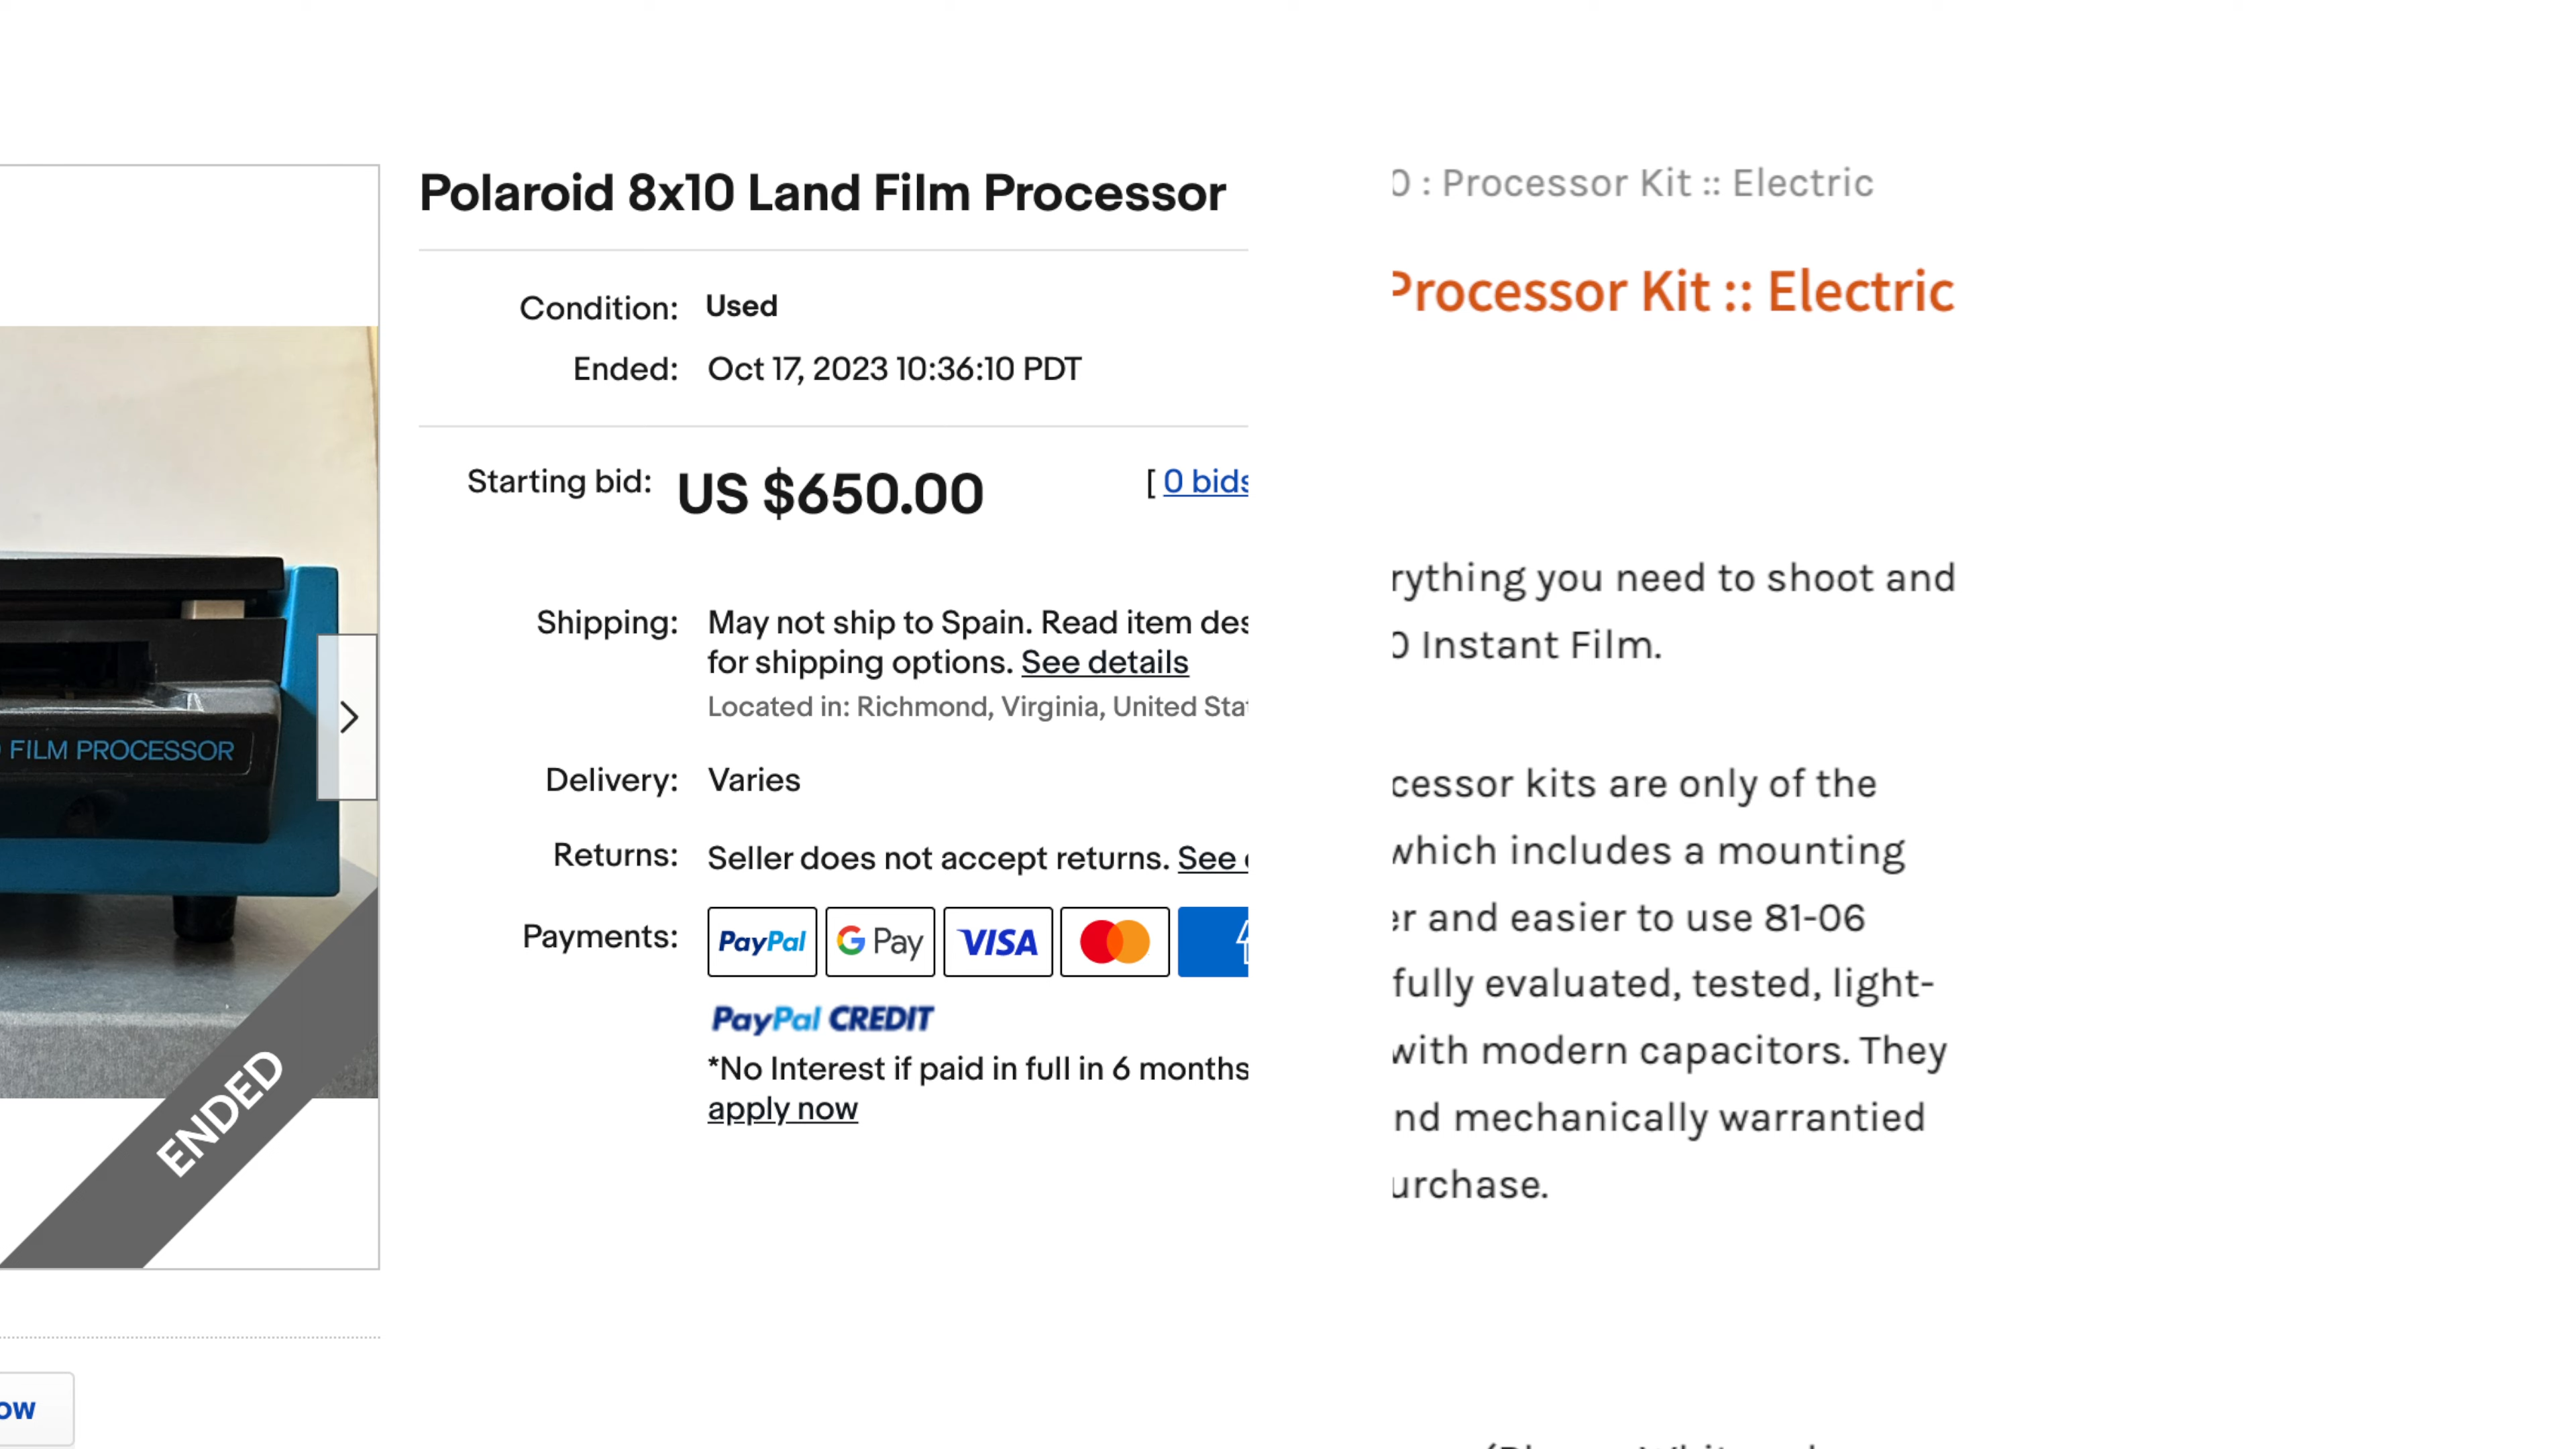 Polaroid 8x10 Land Film Processor
Condition: Used
Ended: Oct 17, 2023 10:36:10 PDT
Starting bid: US $650.00 [ 0 bids
Shipping: May not ship to Spain. Read item des
for shipping options. See details
Located in: Richmond, Virginia, United Sta
Delivery: Varies
Returns: Seller does not accept returns. See
Payments: PayPal G Pay VISA
PayPal CREDIT
*No Interest if paid in full in 6 months
apply now
FILM PROCESSOR
ENDED
ow
0 : Processor Kit :: Electric
Processor Kit :: Electric
rything you need to shoot and
0 Instant Film.
cessor kits are only of the
which includes a mounting
er and easier to use 81-06
fully evaluated, tested, light-
with modern capacitors. They
nd mechanically warrantied
urchase.